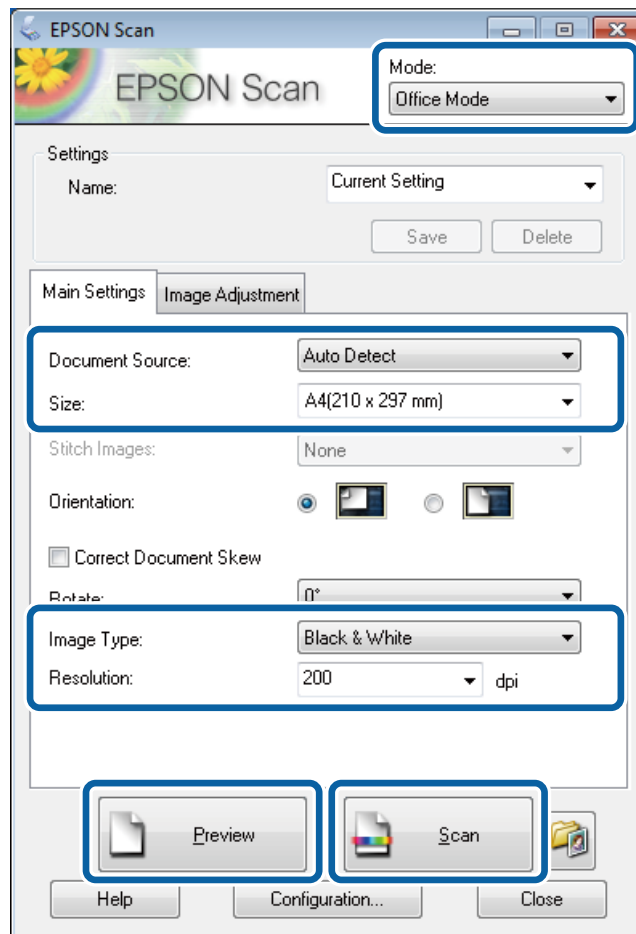 EPSON Scan
EPSON Scan
Mode:
Office Mode
Settings
Name: Current Setting
Save Delete
Main Settings Image Adjustment
Document Source: Auto Detect
Size: A4(210 x 297 mm)
Stitch Images: None
Orientation:
Correct Document Skew
Rotate: 0°
Image Type: Black & White
Resolution: 200 dpi
Preview Scan
Help Configuration... Close